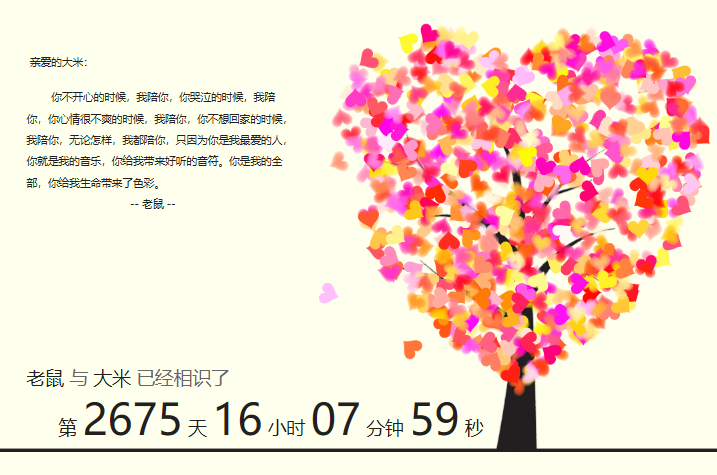 亲爱的大米：
你不开心的时候，我陪你，你哭泣的时候，我陪
你，你心情很不爽的时候，我陪你，你不想回家的时候，
我陪你，无论怎样，我都陪你，只因为你是我最爱的人，
你就是我的音乐，你给我带来好听的音符。你是我的全
部，你给我生命带来了色彩。
-- 老鼠 --
老鼠 与 大米 已经相识了
第 2675 天 16 小时 07 分钟 59 秒